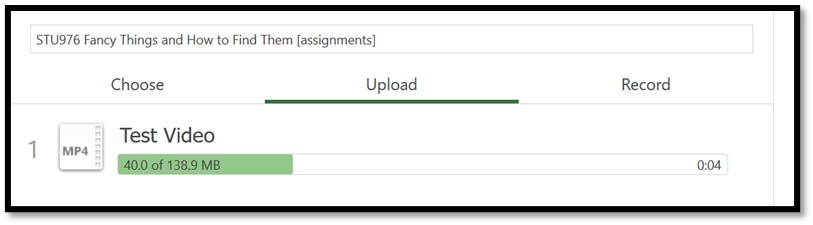 STU976 Fancy Things and How to Find Them [assignments]
Choose Upload Record
1 MP4 Test Video
40.0 of 138.9 MB 0:04